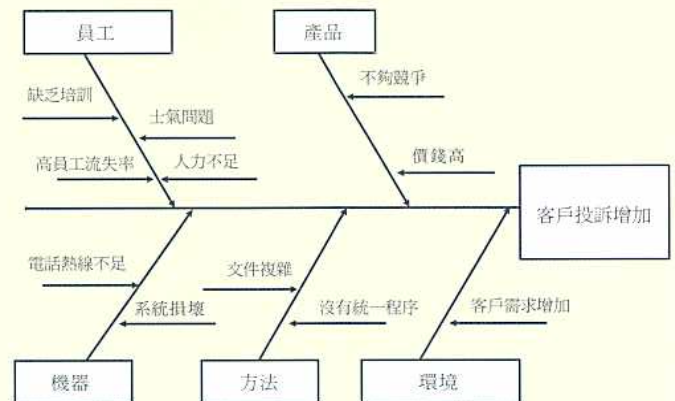 員工
產品
不夠競爭
缺乏培訓
士氣問題
高員工流失率
人力不足
價錢高
客戶投訴增加
電話熱線不足
文件複雜
系統損壞
沒有統一程序
客戶需求增加
機器
方法
環境